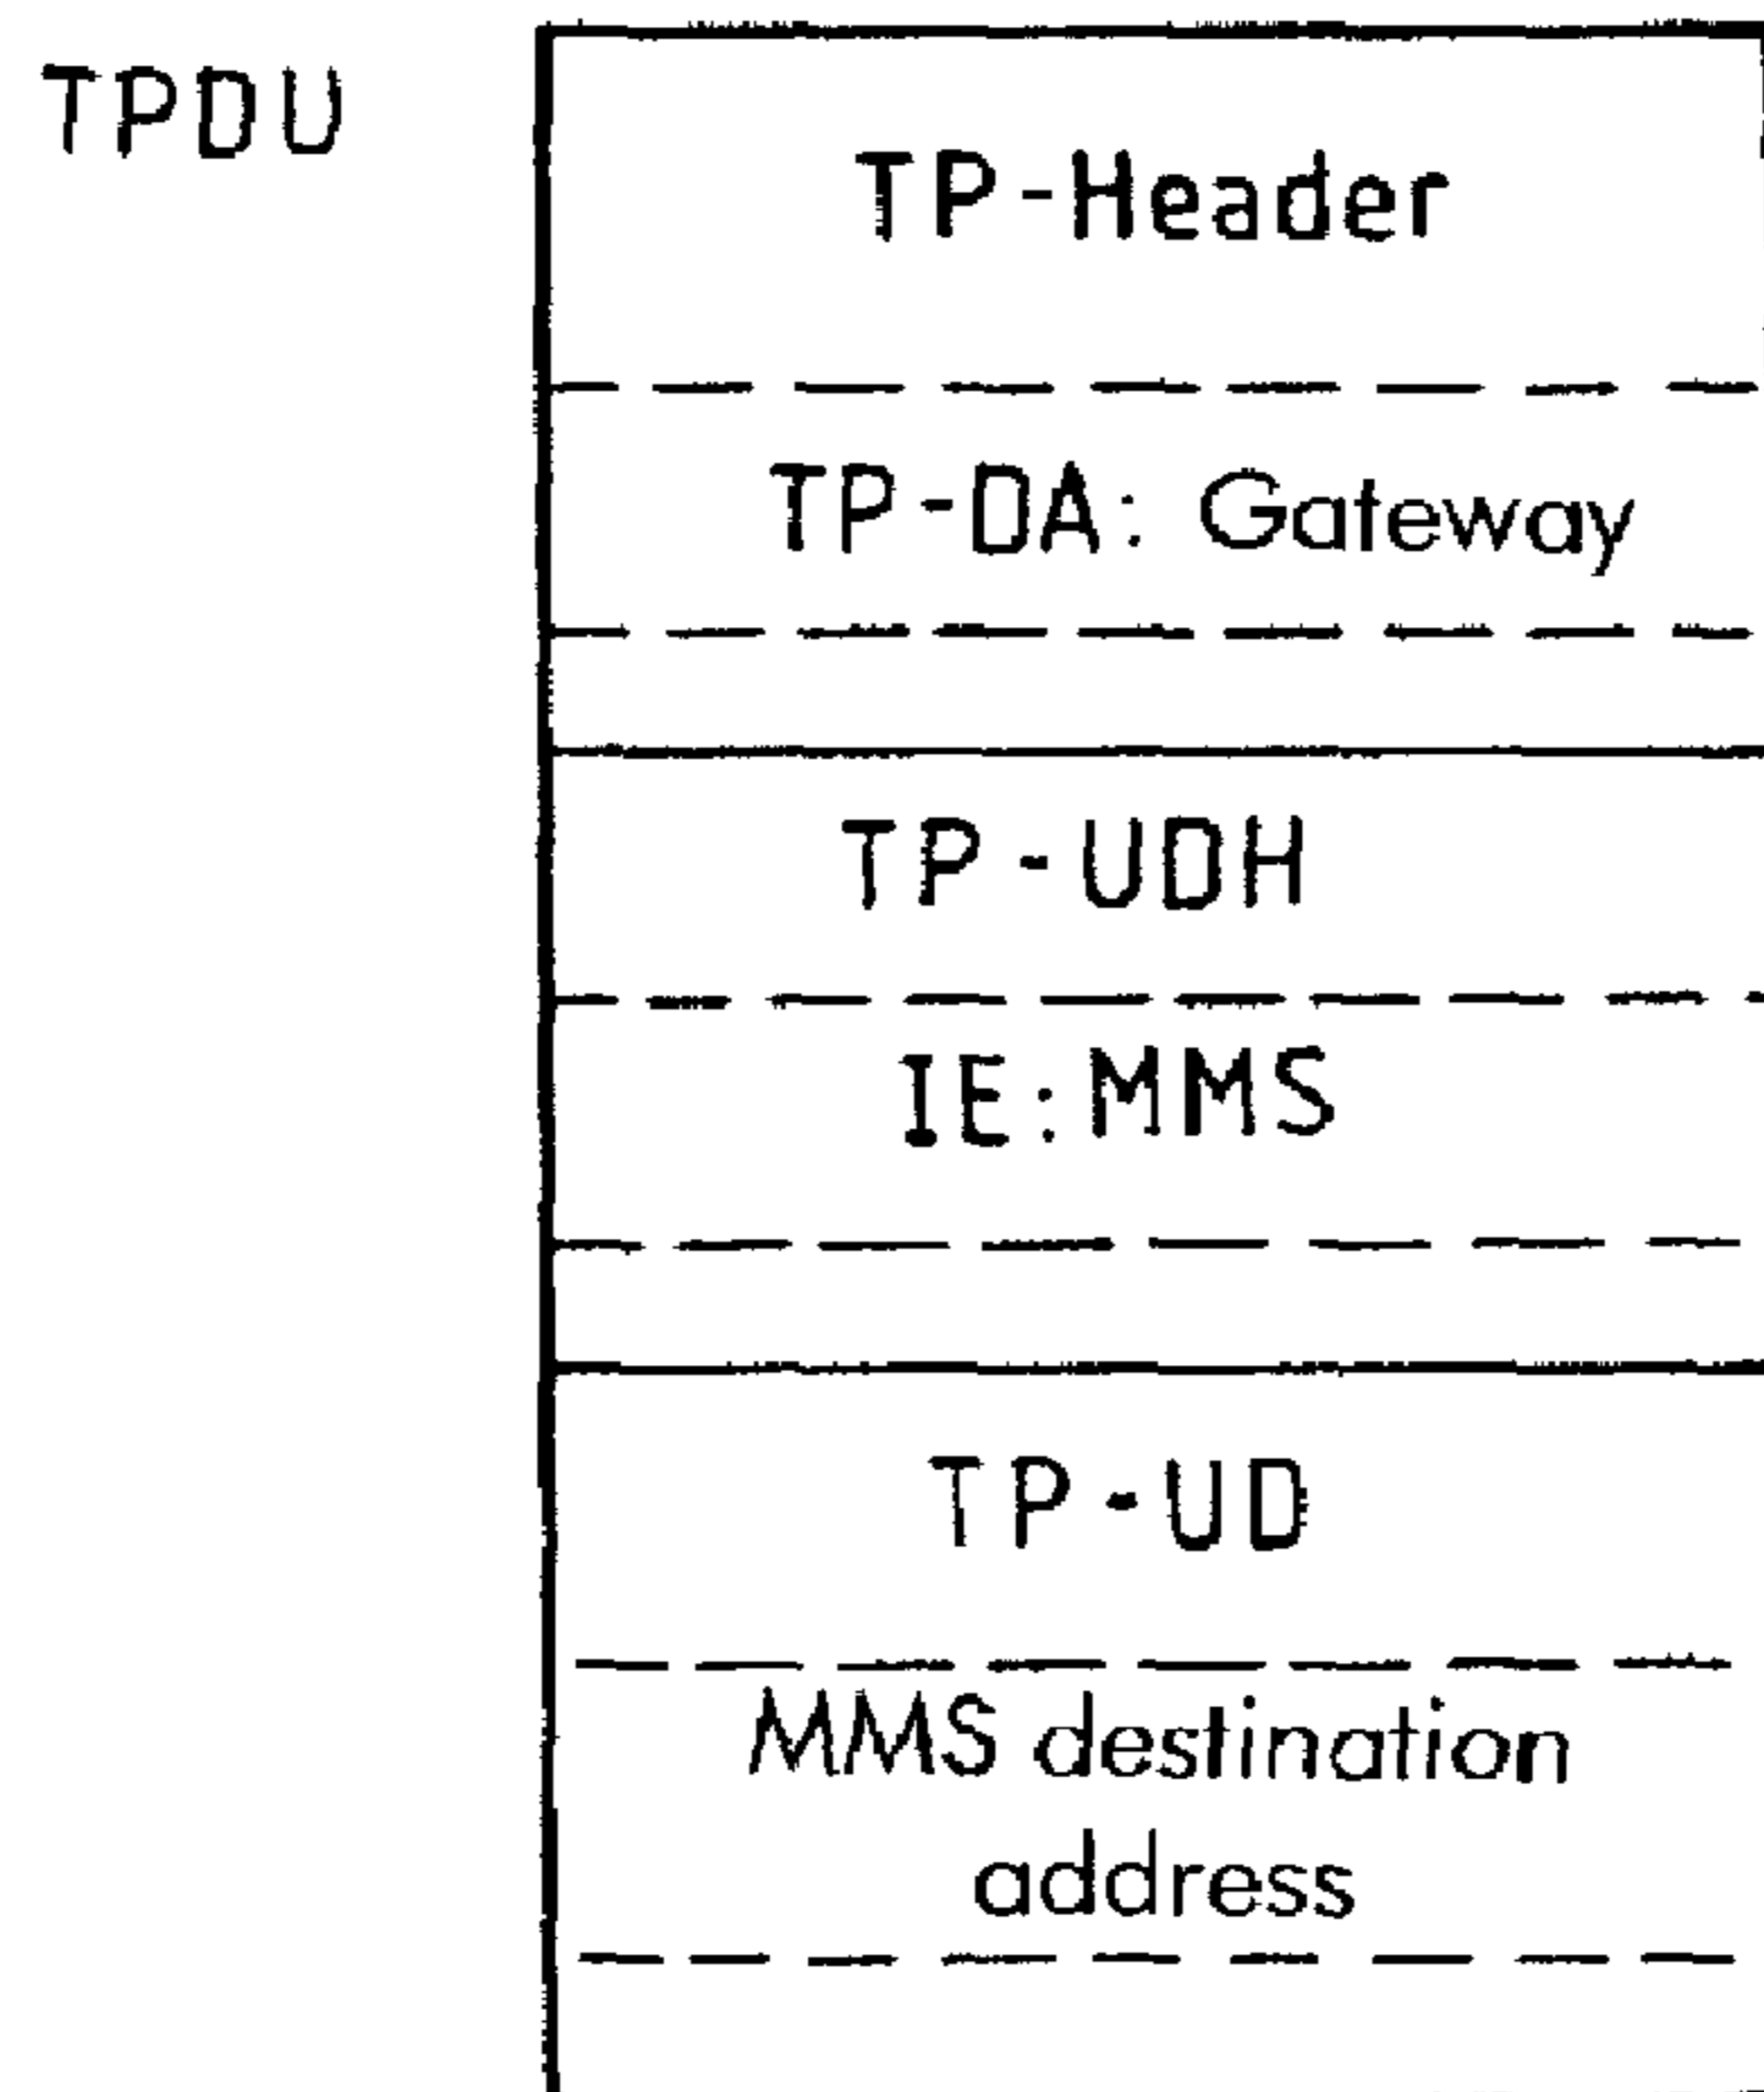 TPDU
TP-Header
TP-DA: Gateway
TP-UDH
IE:MMS
TP-UD
MMS destination
address